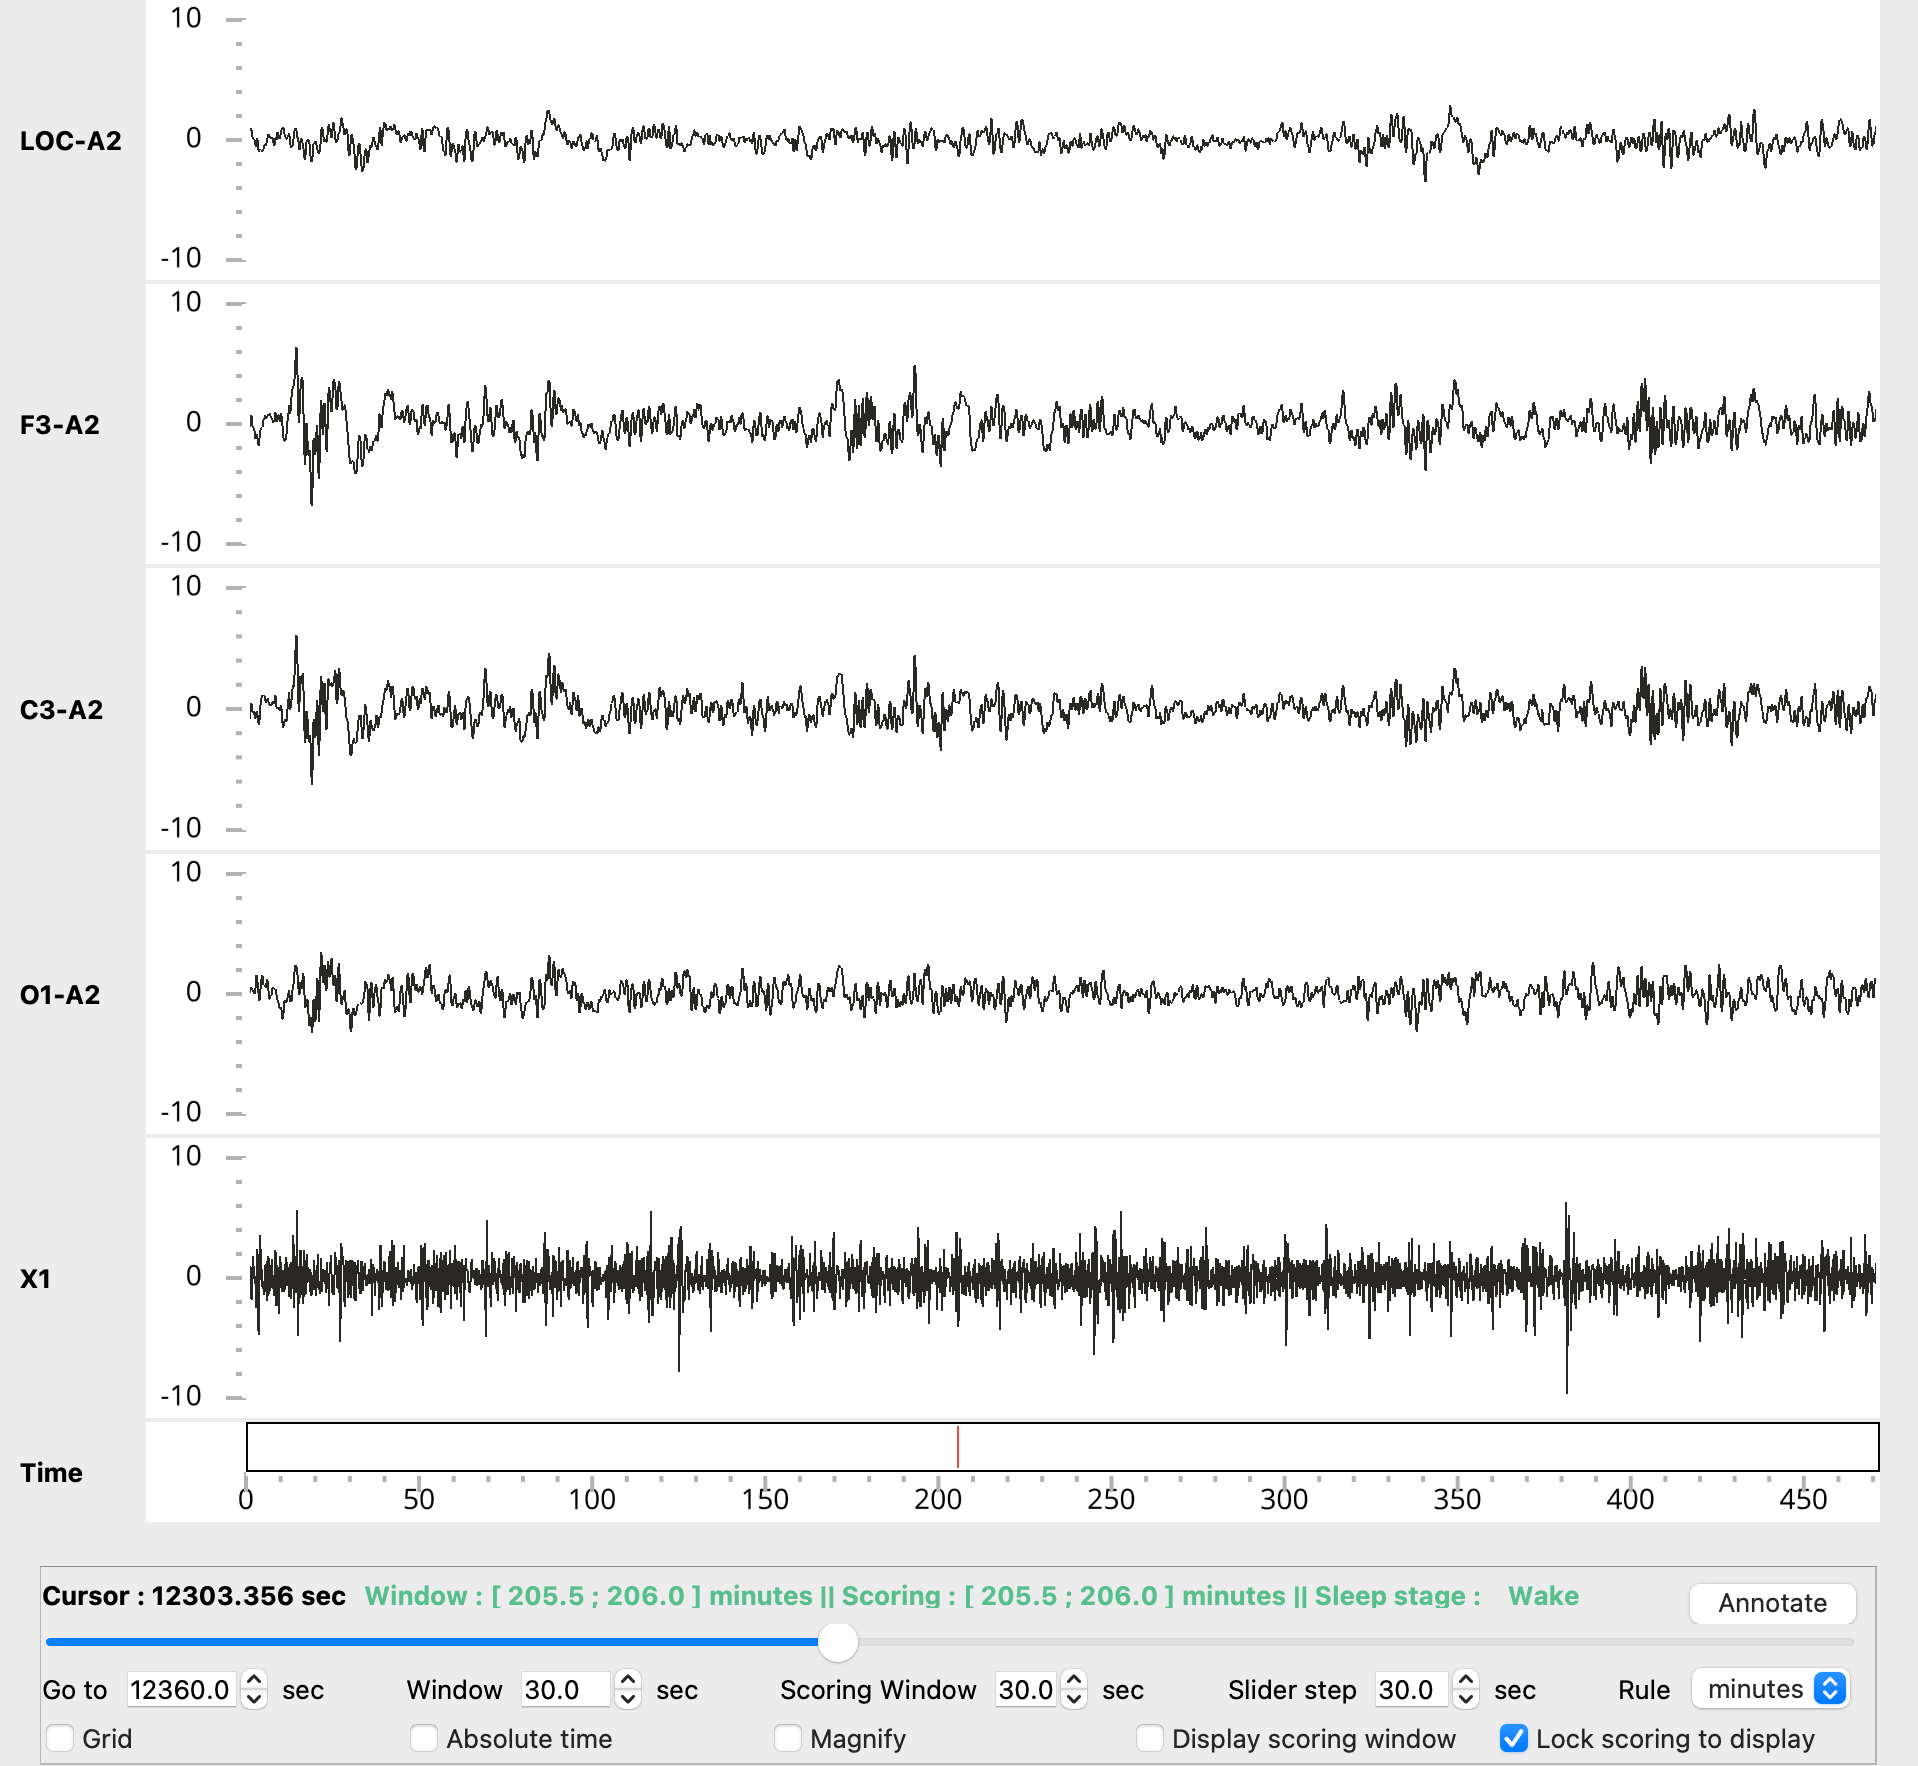 10
LOC-A2 0
-10
10
F3-A2 0
-10
10
C3-A2 0
-10
10
O1-A2 0
-10
10
X1 0
-10
Time
0 50 100 150 200 250 300 350 400 450
Cursor : 12303.356 sec Window : [ 205.5 ; 206.0 ] minutes || Scoring : [ 205.5 ; 206.0 ] minutes || Sleep stage : Wake Annotate
Go to 12360.0 sec Window 30.0 sec Scoring Window 30.0 sec Slider step 30.0 sec Rule minutes
Grid Absolute time Magnify Display scoring window Lock scoring to display